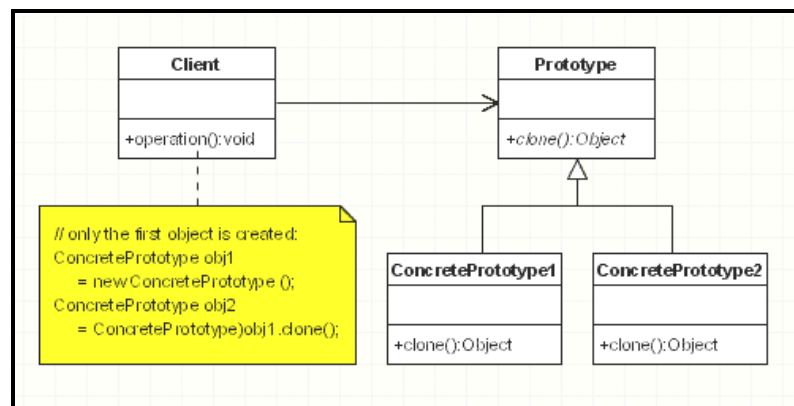 Client
+operation():void
Prototype
+clone():Object
// only the first object is created:
ConcretePrototype obj1
= new ConcretePrototype ();
ConcretePrototype obj2
= ConcretePrototype)obj1.clone();
ConcretePrototype1
+clone():Object
ConcretePrototype2
+clone():Object